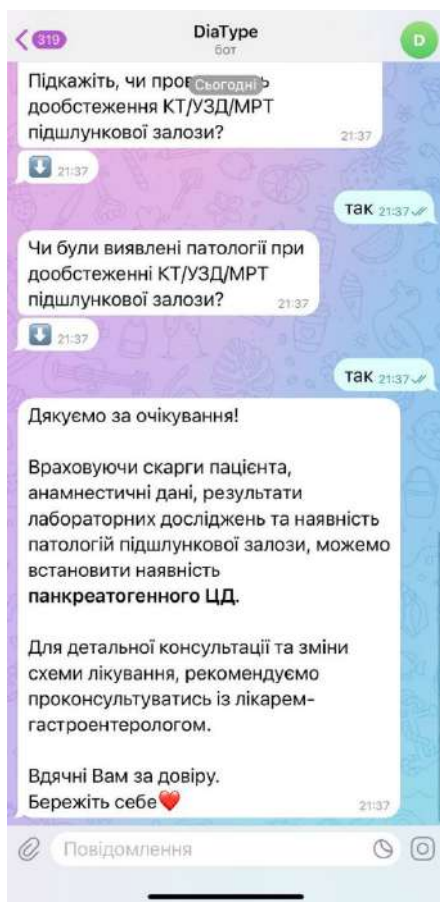 319
DiaType
бот
D
Підкажіть, чи
Сьогодні
дообстеження КТ/УЗД/МРТ
підшлункової залози?
21:37
21:37
так 21:37
Чи були виявлені патології при
дообстеженні КТ/УЗД/МРТ
підшлункової залози?
21:37
21:37
так 21:37
Дякуємо за очікування!
Враховуючи скарги пацієнта,
анамнестичні дані, результати
лабораторних досліджень та наявність
патологій підшлункової залози, можемо
встановити наявність
панкреатогенного ЦД.
Для детальної консультації та зміни
схеми лікування, рекомендуємо
проконсультуватись із лікарем-
гастроентерологом.
Вдячні Вам за довіру.
Бережіть себе❤️
21:37
Повідомлення